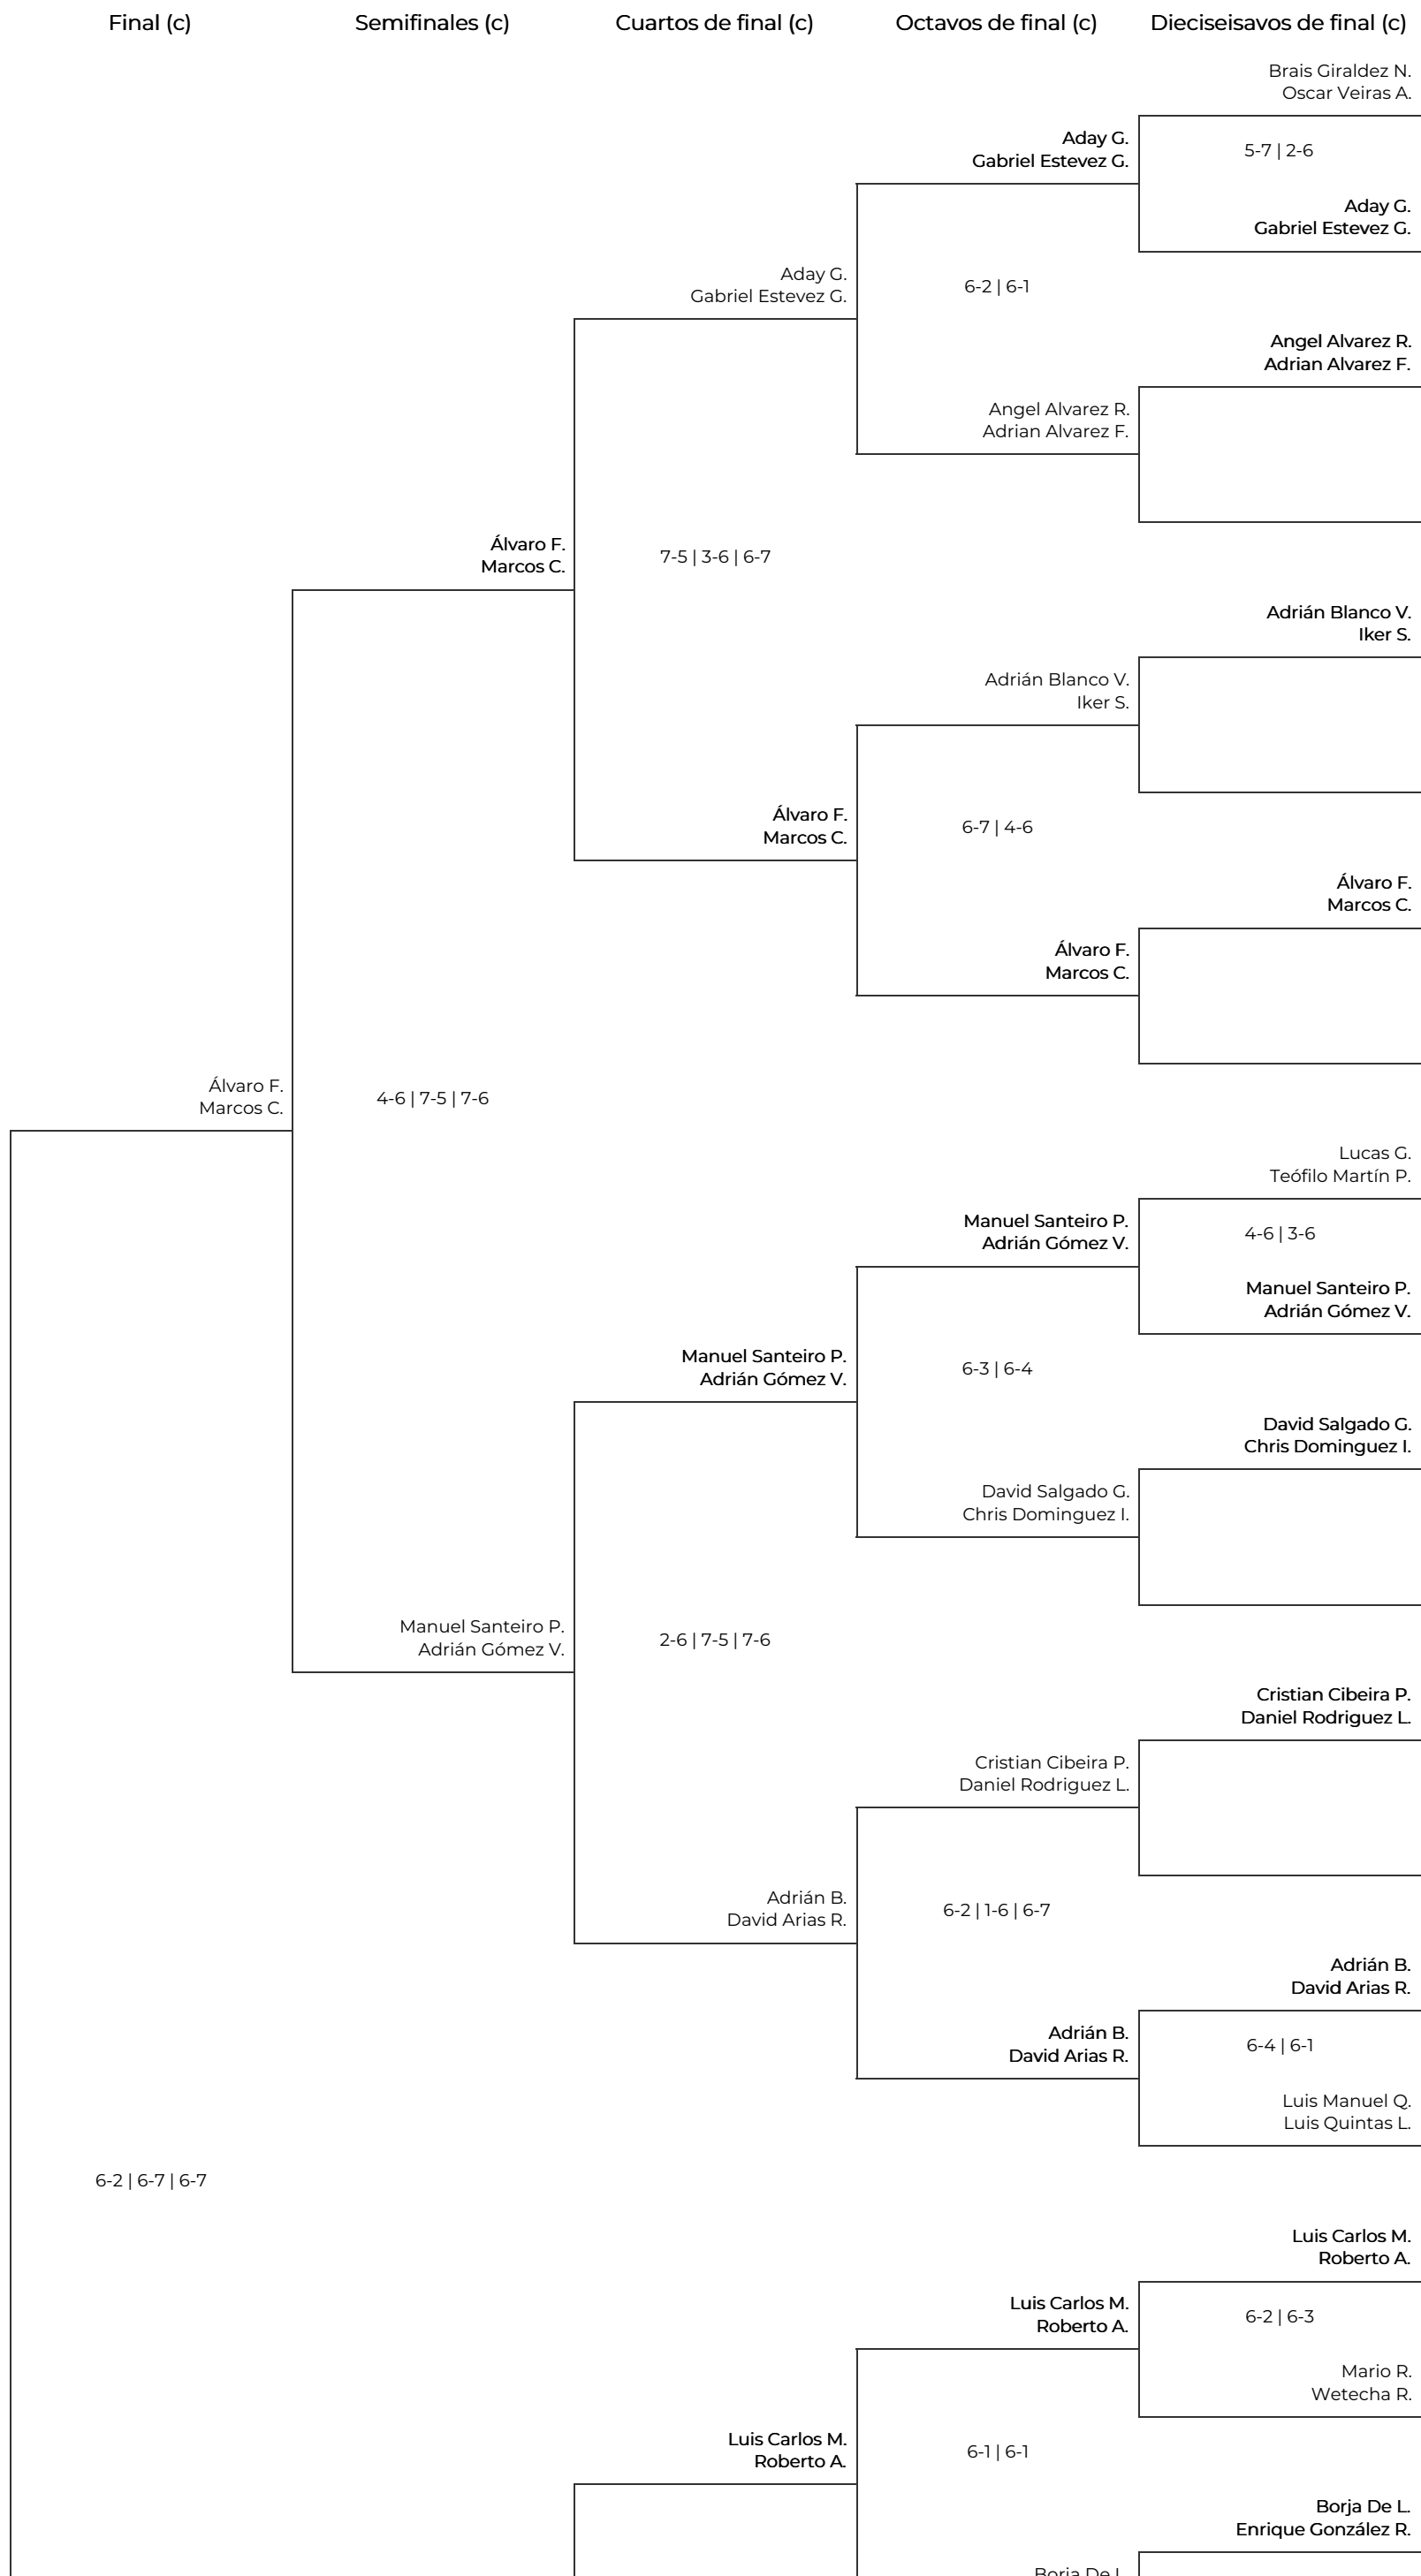 Final (c)
Semifinales (c)
Cuartos de final (c)
Octavos de final (c)
Dieciseisavos de final (c)
Brais Giraldez N.
Oscar Veiras A.
Aday G.
Gabriel Estevez G.
5-7 | 2-6
Aday G.
Gabriel Estevez G.
Aday G.
Gabriel Estevez G.
6-2 | 6-1
Angel Alvarez R.
Adrian Alvarez F.
Angel Alvarez R.
Adrian Alvarez F.
Álvaro F.
Marcos C.
7-5 | 3-6 | 6-7
Adrián Blanco V.
Iker S.
Adrián Blanco V.
Iker S.
Álvaro F.
Marcos C.
6-7 | 4-6
Álvaro F.
Marcos C.
Álvaro F.
Marcos C.
Álvaro F.
Marcos C.
4-6 | 7-5 | 7-6
Lucas G.
Teófilo Martín P.
Manuel Santeiro P.
Adrián Gómez V.
4-6 | 3-6
Manuel Santeiro P.
Adrián Gómez V.
Manuel Santeiro P.
Adrián Gómez V.
6-3 | 6-4
David Salgado G.
Chris Dominguez I.
David Salgado G.
Chris Dominguez I.
Manuel Santeiro P.
Adrián Gómez V.
2-6 | 7-5 | 7-6
Cristian Cibeira P.
Daniel Rodriguez L.
Cristian Cibeira P.
Daniel Rodriguez L.
Adrián B.
David Arias R.
6-2 | 1-6 | 6-7
Adrián B.
David Arias R.
Adrián B.
David Arias R.
6-4 | 6-1
Luis Manuel Q.
Luis Quintas L.
6-2 | 6-7 | 6-7
Luis Carlos M.
Roberto A.
Luis Carlos M.
Roberto A.
6-2 | 6-3
Mario R.
Wetecha R.
Luis Carlos M.
Roberto A.
6-1 | 6-1
Borja De L.
Enrique González R.
Borja De L.